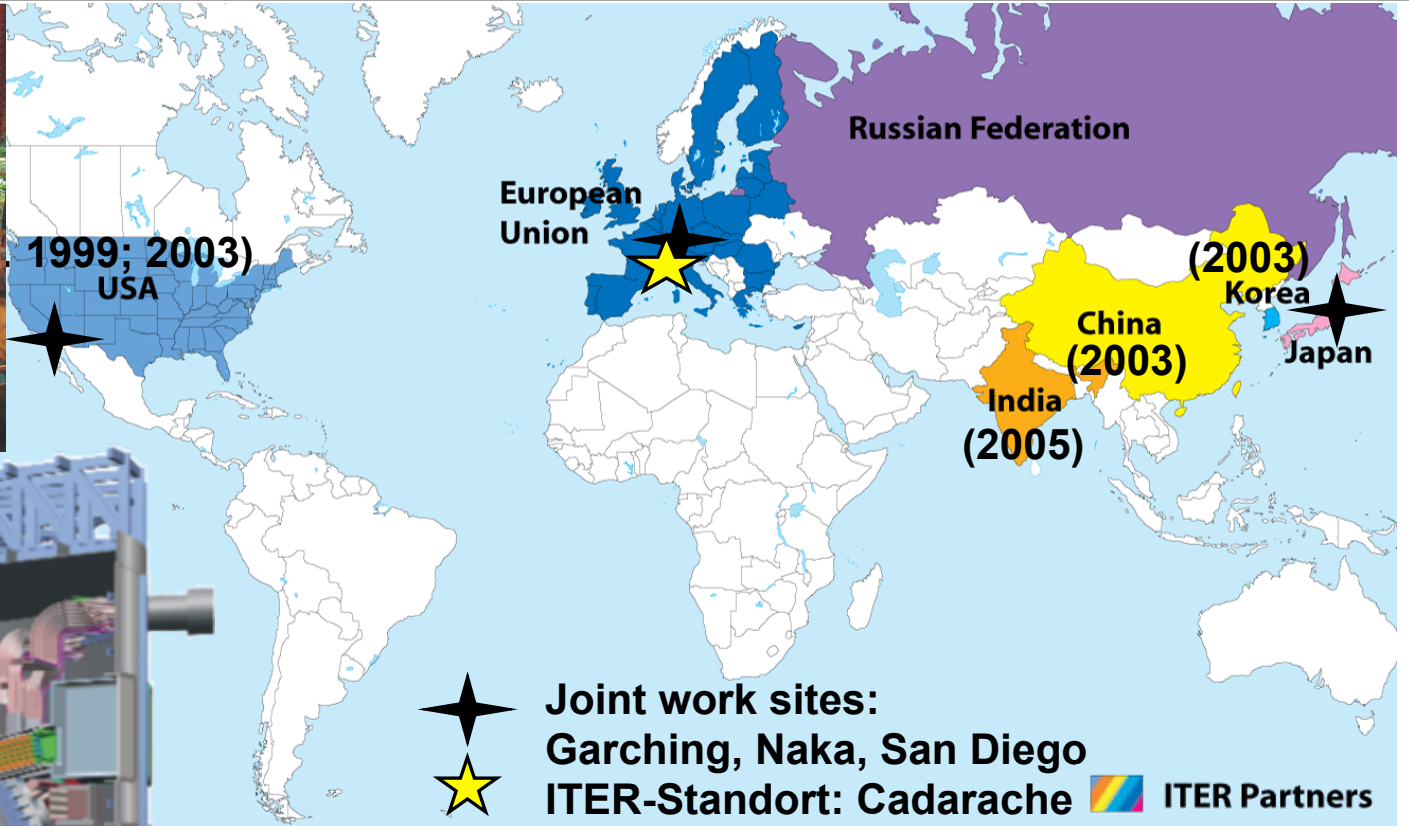 Russian Federation
European
Union
. 1999; 2003)
USA
(2003)
Korea
China
(2003)
Japan
India
(2005)
Joint work sites:
Garching, Naka, San Diego
ITER-Standort: Cadarache
ITER Partners